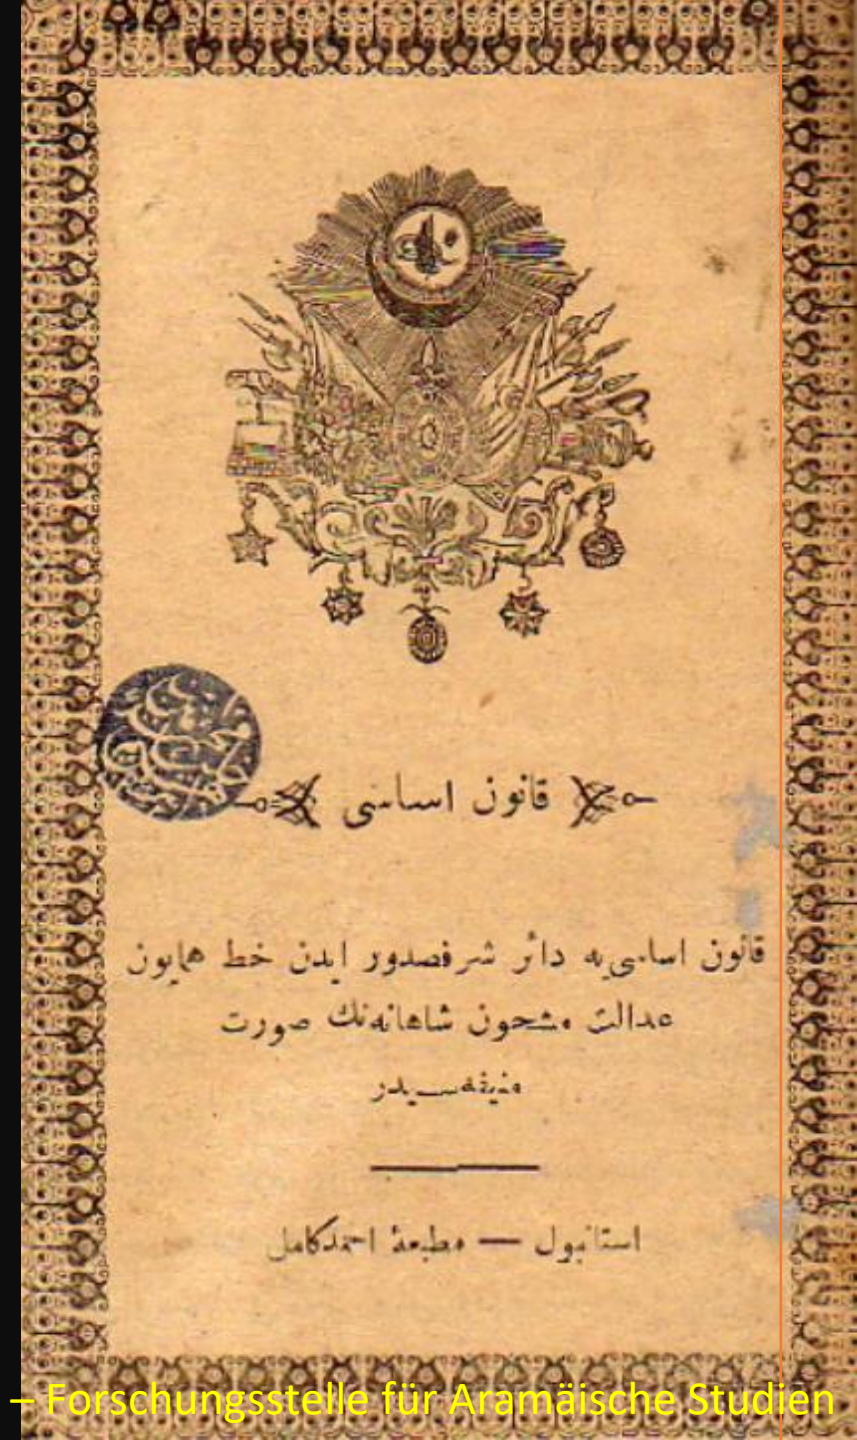 قانون اساسی
قانون اساسی‌یه دائر شرفصدور ایدن خط همایون
عدالت مشحون شاهانه‌نك صورت
منیفه‌سیدر
استانبول — مطبعهٔ احمد كامل
– Forschungsstelle für Aramäische Studien